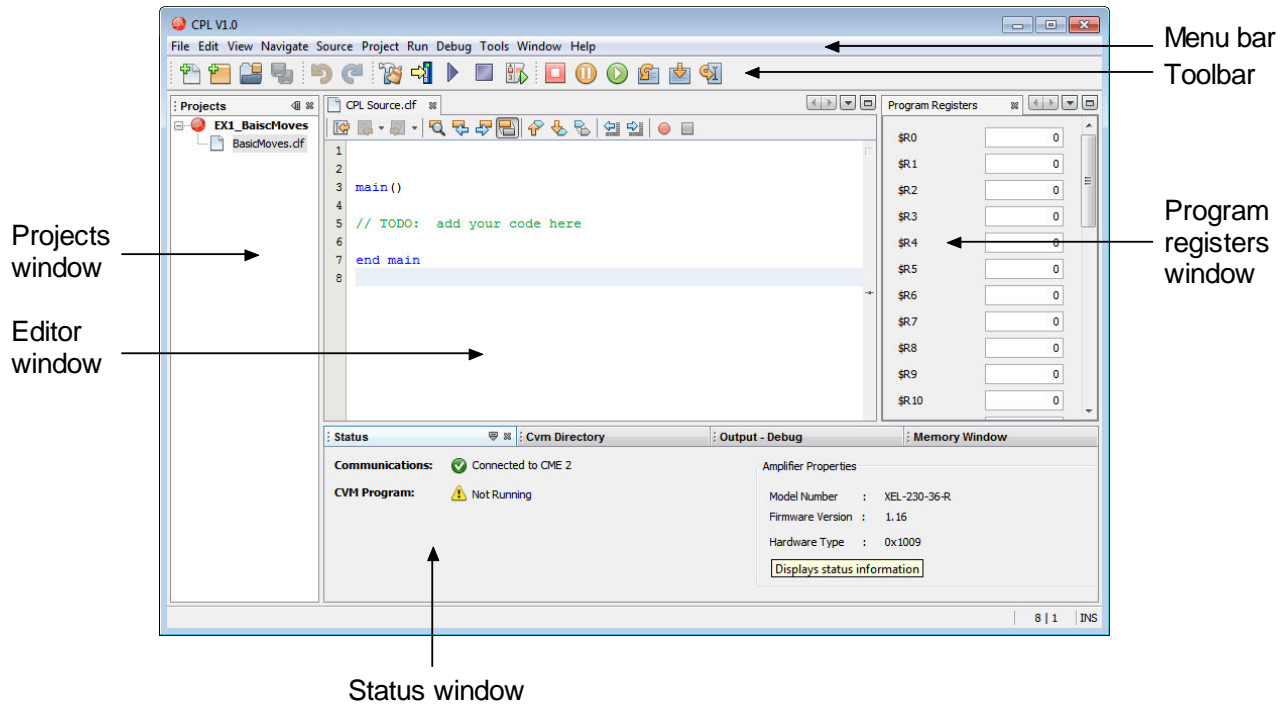 CPL V1.0
File Edit View Navigate Source Project Run Debug Tools Window Help
Menu bar
Toolbar
Projects
EX1_BaiscMoves
BasicMoves.clf
CPL Source.clf
1
2
3 main()
4
5 // TODO: add your code here
6
7 end main
8
Program Registers
$R0 0
$R1 0
$R2 0
$R3 0
$R4 0
$R5 0
$R6 0
$R7 0
$R8 0
$R9 0
$R10 0
Projects
window
Editor
window
Program
registers
window
Status Cvm Directory Output - Debug Memory Window
Communications: Connected to CME 2
CVM Program: Not Running
Amplifier Properties
Model Number : XEL-230-36-R
Firmware Version : 1.16
Hardware Type : 0x1009
Displays status information
8 | 1 INS
Status window